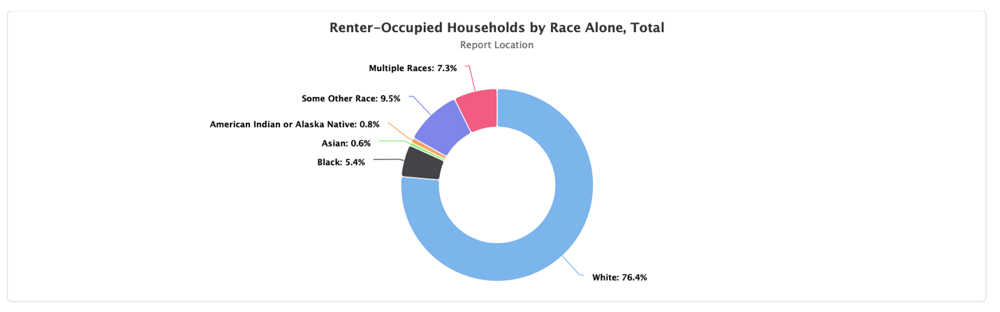 Renter-Occupied Households by Race Alone, Total
Report Location
Multiple Races: 7.3%
Some Other Race: 9.5%
American Indian or Alaska Native: 0.8%
Asian: 0.6%
Black: 5.4%
White: 76.4%